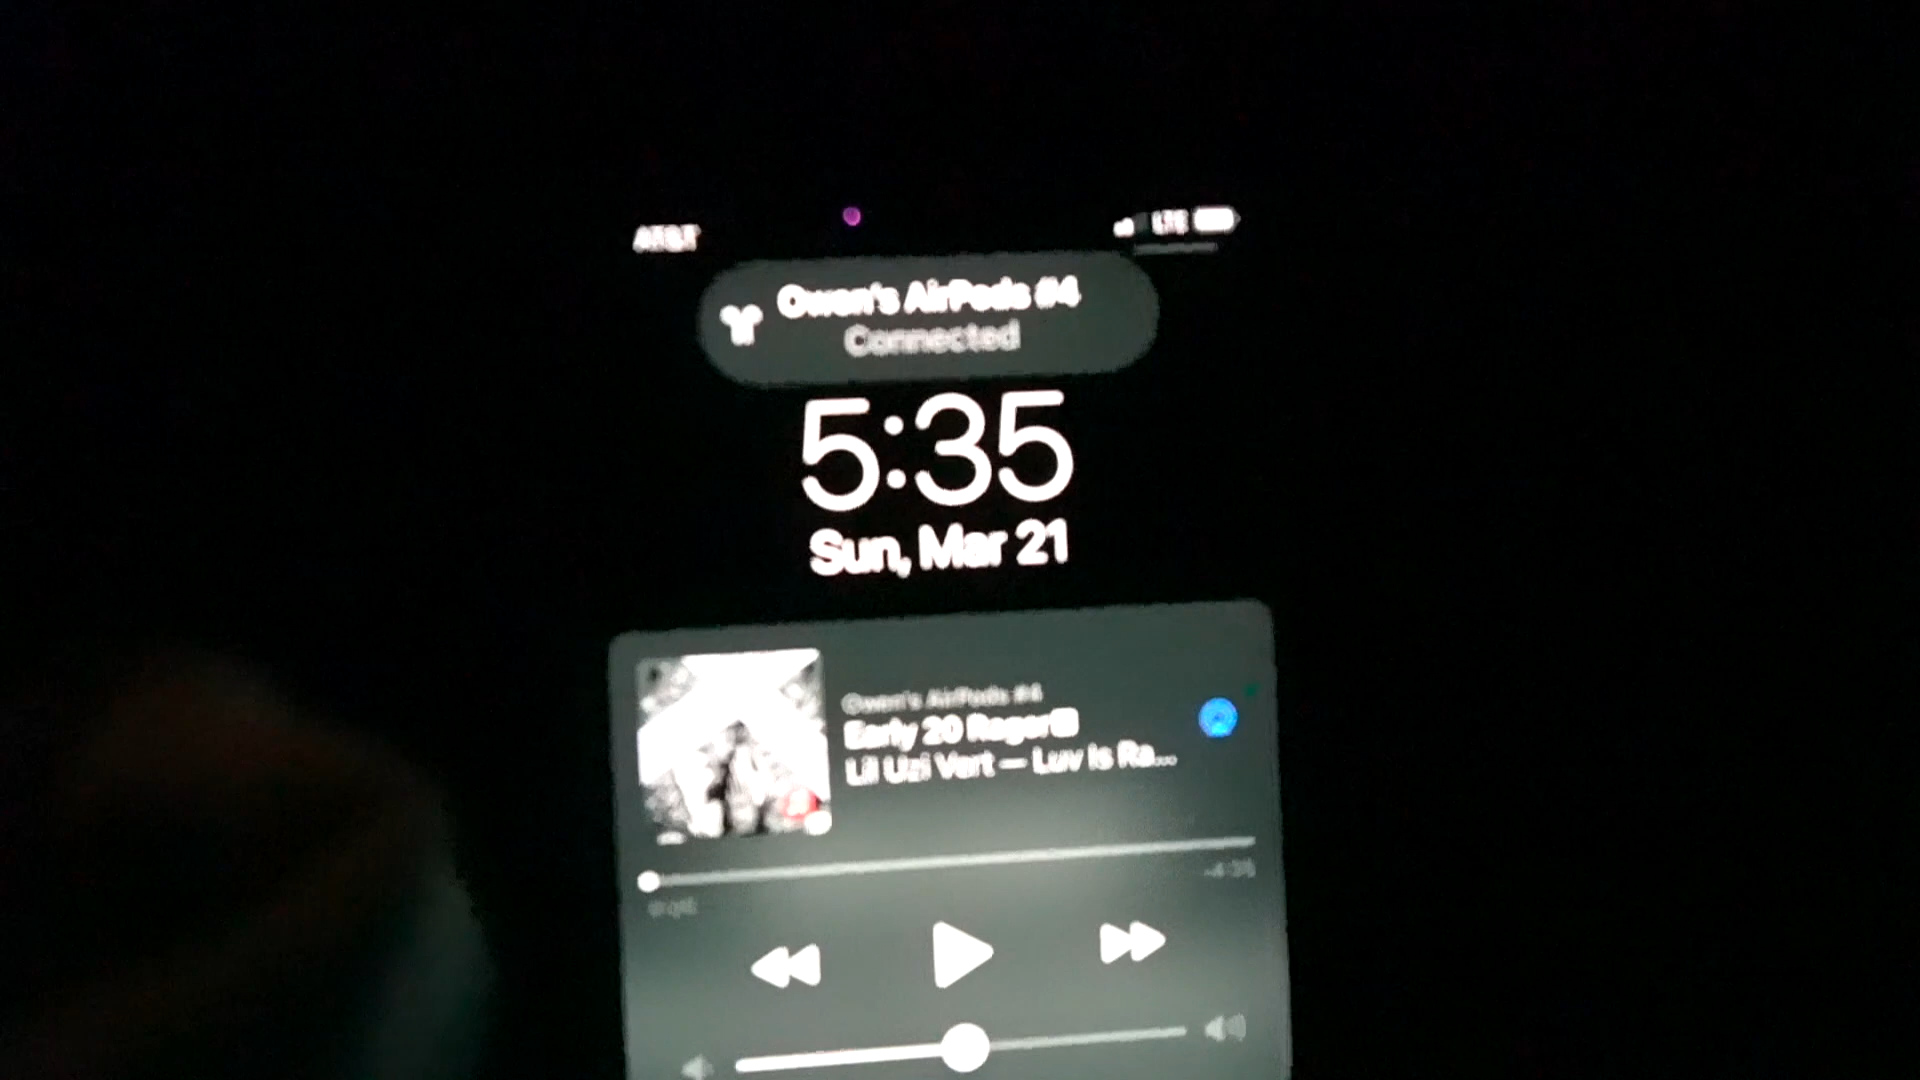 AT&T
LTE
Owen's AirPods #4
Connected
5:35
Sun, Mar 21
Owen's AirPods #4
Early 20 Rager🅴
Lil Uzi Vert — Luv Is Ra...